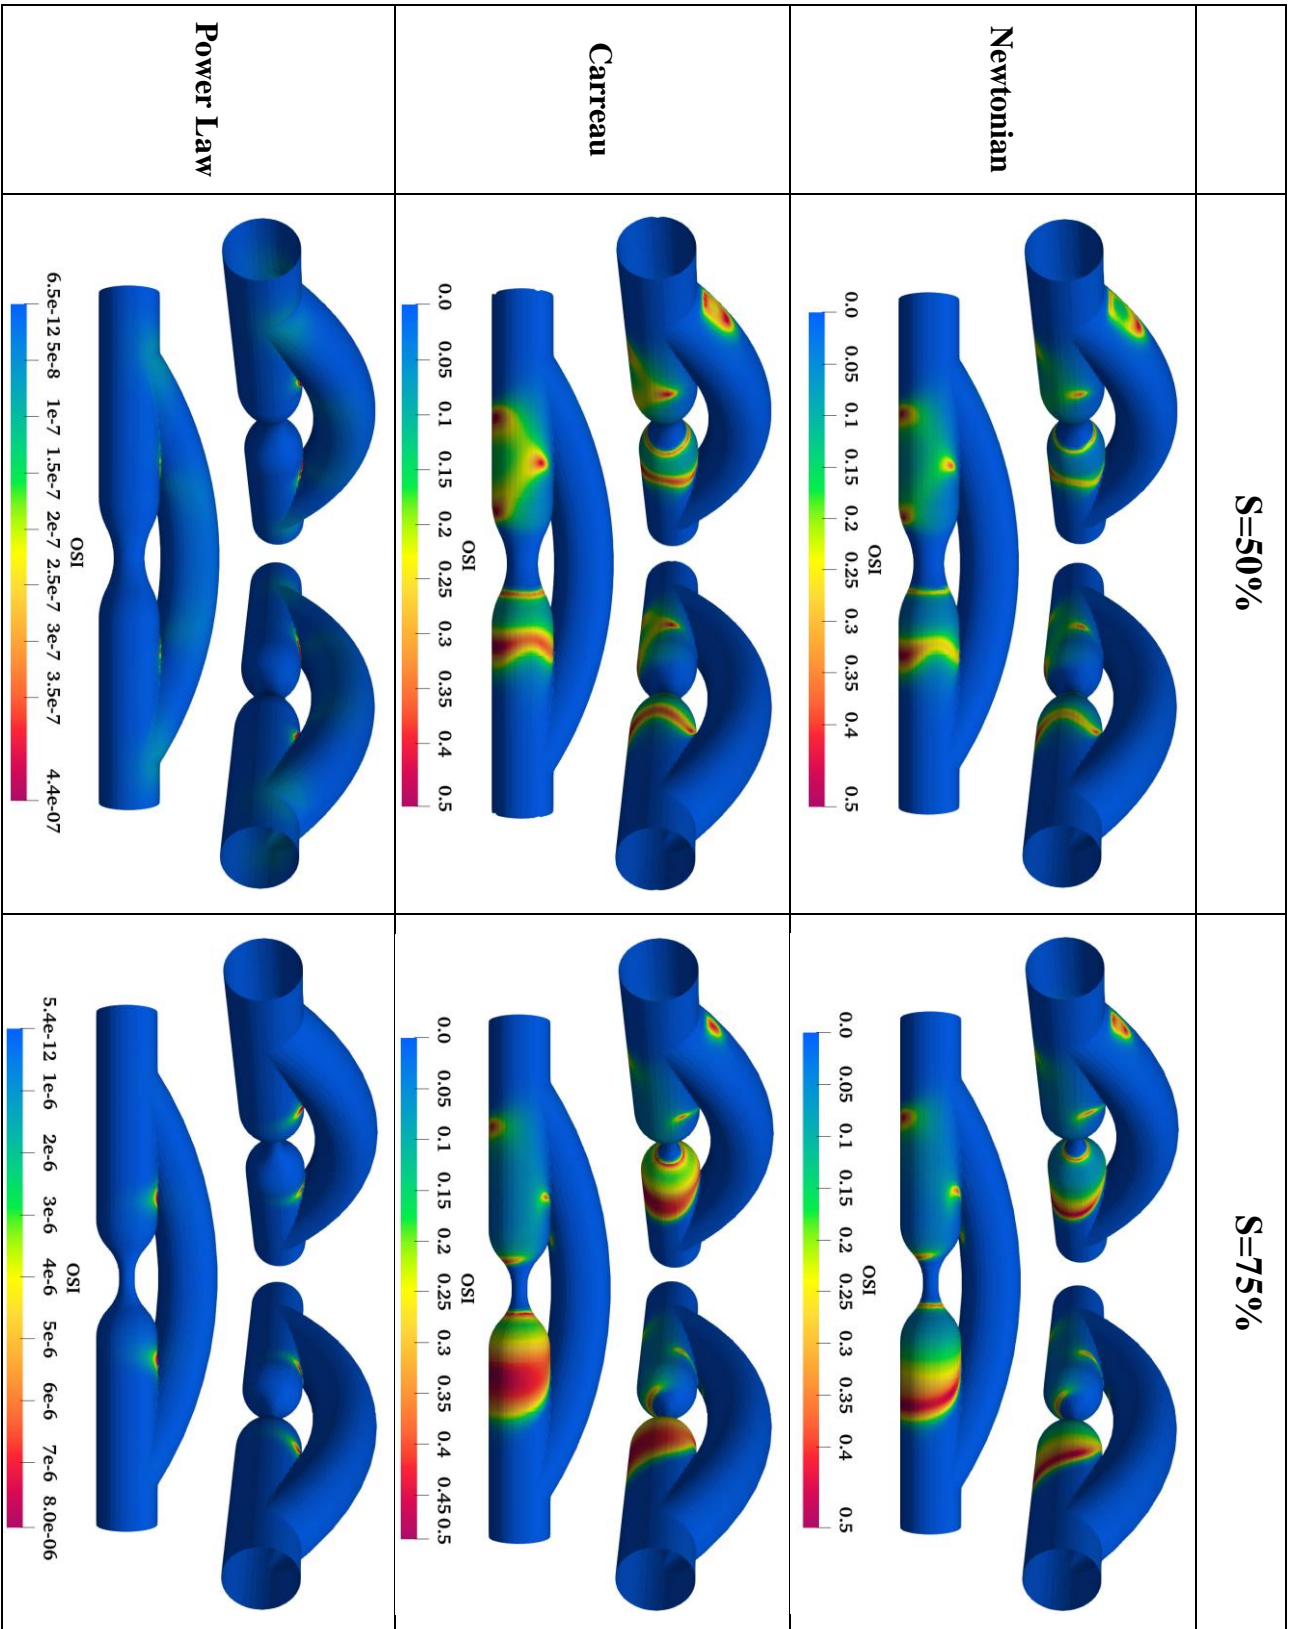 S=50%
S=75%
Newtonian
OSI
0.0 0.05 0.1 0.15 0.2 0.25 0.3 0.35 0.4 0.5
OSI
0.0 0.05 0.1 0.15 0.2 0.25 0.3 0.35 0.4 0.5
Carreau
OSI
0.0 0.05 0.1 0.15 0.2 0.25 0.3 0.35 0.4 0.5
OSI
0.0 0.05 0.1 0.15 0.2 0.25 0.3 0.35 0.4 0.45 0.5
Power Law
OSI
6.5e-12 5e-8 1e-7 1.5e-7 2e-7 2.5e-7 3e-7 3.5e-7 4.4e-07
OSI
5.4e-12 1e-6 2e-6 3e-6 4e-6 5e-6 6e-6 7e-6 8.0e-06